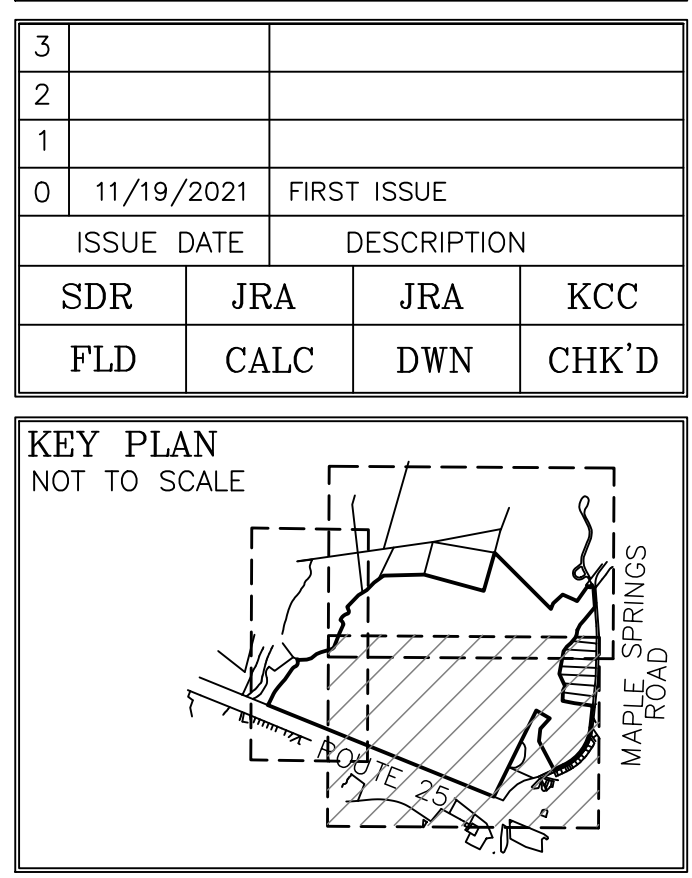 3
2
1
0 11/19/2021 FIRST ISSUE
ISSUE DATE DESCRIPTION
SDR JRA JRA KCC
FLD CALC DWN CHK'D
KEY PLAN
NOT TO SCALE
MAPLE SPRINGS
ROAD
ROUTE 25